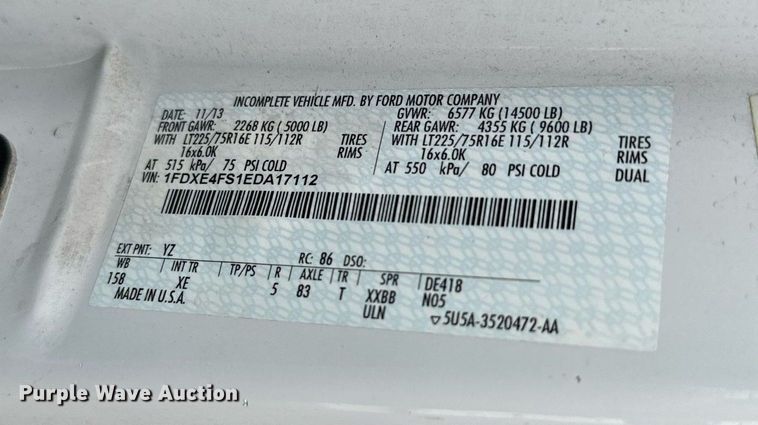 INCOMPLETE VEHICLE MFD. BY FORD MOTOR COMPANY
DATE: 11/13 GVWR: 6577 KG (14500 LB)
FRONT GAWR: 2268 KG ( 5000 LB) REAR GAWR: 4355 KG ( 9600 LB)
WITH LT225/75R16E 115/112R TIRES WITH LT225/75R16E 115/112R TIRES
16x6.0K RIMS 16x6.0K RIMS
AT 515 kPa/ 75 PSI COLD AT 550 kPa/ 80 PSI COLD DUAL
VIN: 1FDXE4FS1EDA17112
EXT PNT: YZ RC: 86 DSO:
WB INT TR TP/PS R AXLE TR SPR DE418
158 XE 5 83 T XXBB N05
MADE IN U.S.A. ULN ▽5U5A-3520472-AA
Purple Wave Auction